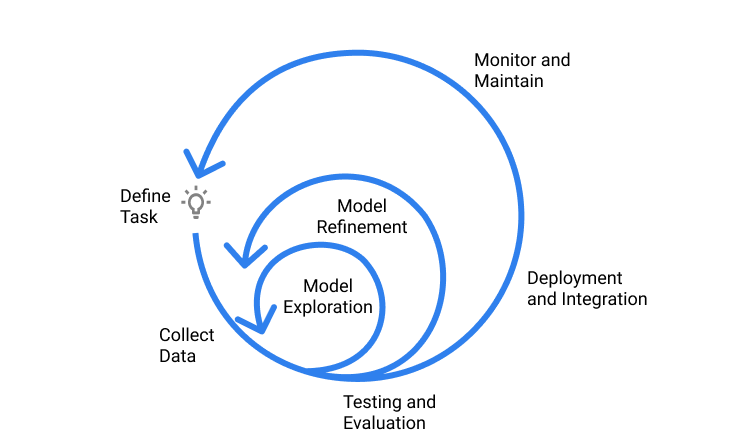 Monitor and
Maintain
Define
Task
Model
Refinement
Model
Exploration
Deployment
and Integration
Collect
Data
Testing and
Evaluation